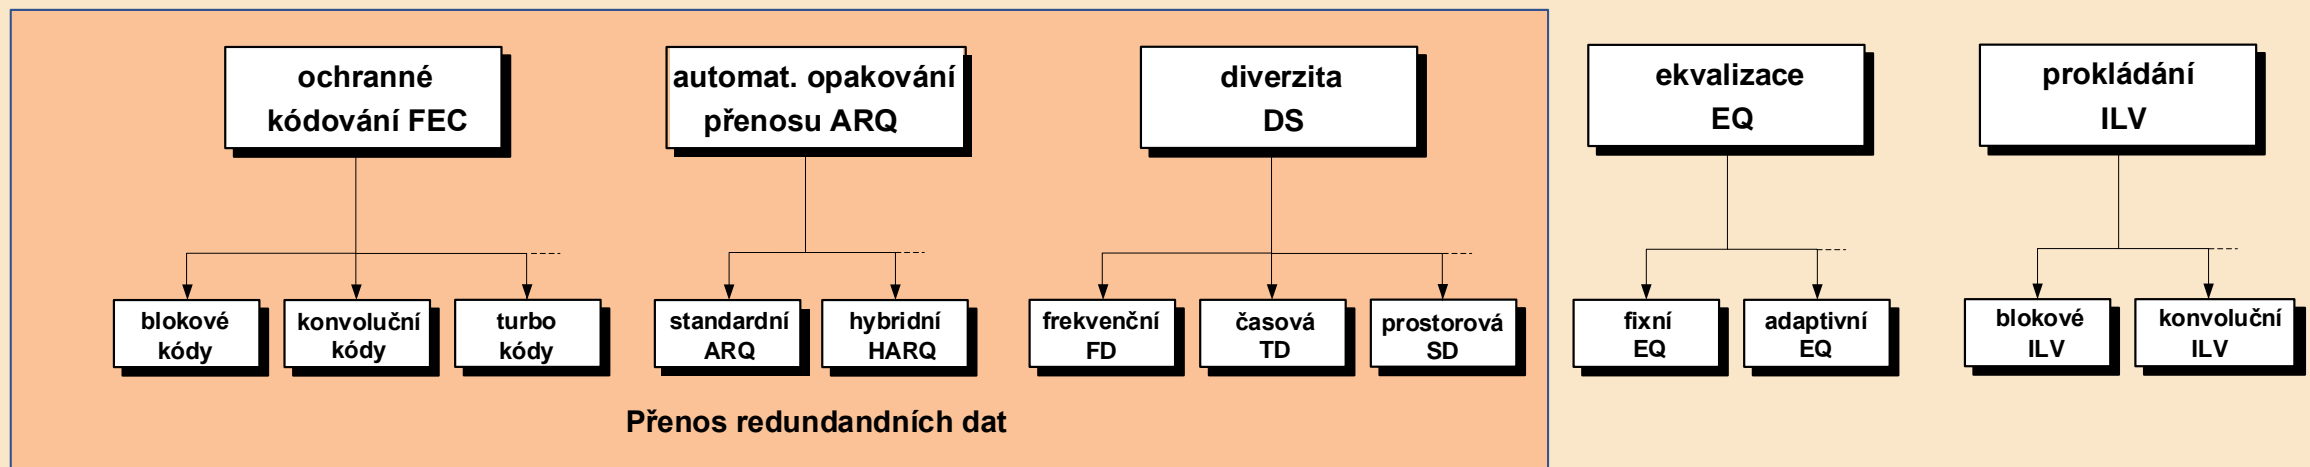 ochranné
kódování FEC
automat. opakování
přenosu ARQ
diverzita
DS
ekvalizace
EQ
prokládání
ILV
blokové
kódy
konvoluční
kódy
turbo
kódy
standardní
ARQ
hybridní
HARQ
frekvenční
FD
časová
TD
prostorová
SD
fixní
EQ
adaptivní
EQ
blokové
ILV
konvoluční
ILV
Přenos redundandních dat